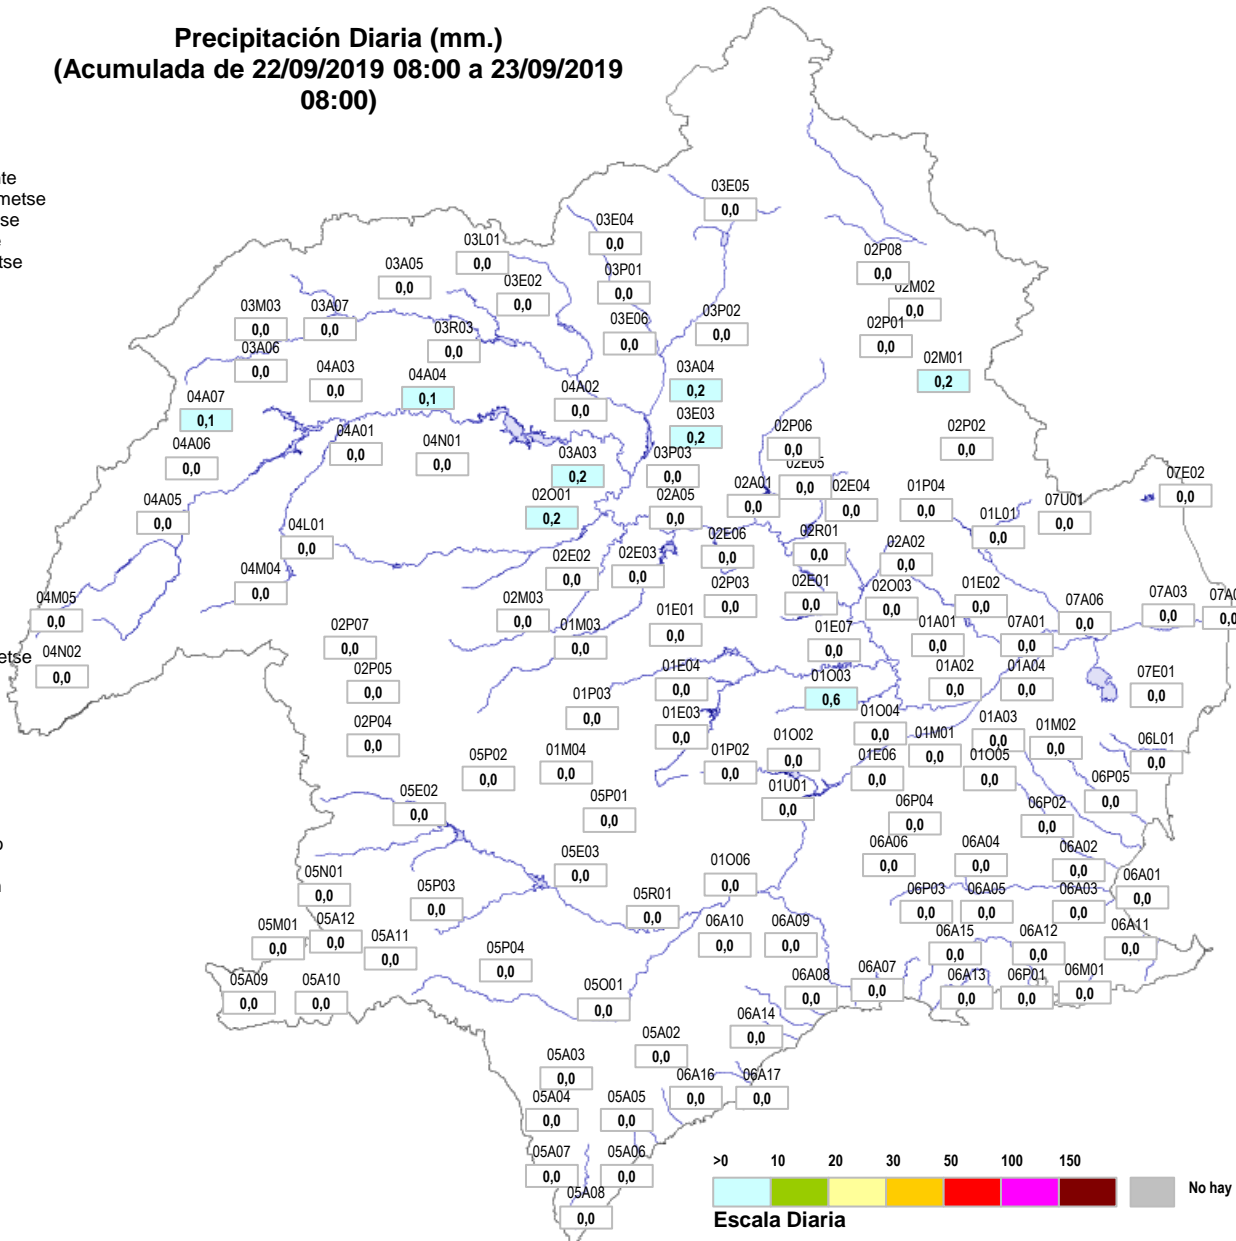 Precipitación Diaria (mm.)
(Acumulada de 22/09/2019 08:00 a 23/09/2019
08:00)
nte
metse
se
e
tse
etse
o
n
03E05
0,0
03E04
0,0
03L01
0,0
02P08
0,0
03A05
0,0
03P01
0,0
03E02
0,0
02M02
0,0
03M03
0,0
03A07
0,0
03P02
0,0
03R03
0,0
03E06
0,0
02P01
0,0
03A06
0,0
04A03
0,0
04A04
0,1
03A04
0,2
02M01
0,2
04A07
0,1
04A02
0,0
03E03
0,2
04A06
0,0
04A01
0,0
04N01
0,0
02P06
0,0
02P02
0,0
03A03
0,2
03P03
0,0
02E05
0,0
07E02
0,0
04A05
0,0
02O01
0,2
02A05
0,0
02A01
0,0
02E04
0,0
01P04
0,0
07U01
0,0
01L01
0,0
04L01
0,0
02E06
0,0
02R01
0,0
02A02
0,0
02E02
0,0
02E03
0,0
04M04
0,0
02P03
0,0
02E01
0,0
02O03
0,0
01E02
0,0
07A03
0,0
07A0
0,0
04M05
0,0
02M03
0,0
01E01
0,0
07A06
0,0
02P07
0,0
01M03
0,0
01E07
0,0
01A01
0,0
07A01
0,0
04N02
0,0
02P05
0,0
01E04
0,0
01O03
0,6
01A02
0,0
01A04
0,0
07E01
0,0
01P03
0,0
02P04
0,0
01E03
0,0
01O04
0,0
01A03
0,0
01M02
0,0
01M01
0,0
06L01
0,0
05P02
0,0
01M04
0,0
01P02
0,0
01O02
0,0
01E06
0,0
01O05
0,0
06P05
0,0
05E02
0,0
05P01
0,0
01U01
0,0
06P04
0,0
06P02
0,0
05E03
0,0
01O06
0,0
06A06
0,0
06A04
0,0
06A02
0,0
05N01
0,0
05P03
0,0
05R01
0,0
06P03
0,0
06A05
0,0
06A03
0,0
06A01
0,0
05M01
0,0
05A12
0,0
05A11
0,0
06A10
0,0
06A09
0,0
06A15
0,0
06A12
0,0
06A11
0,0
05P04
0,0
05A09
0,0
05A10
0,0
05O01
0,0
06A08
0,0
06A07
0,0
06A13
0,0
06P01
0,0
06M01
0,0
06A14
0,0
05A02
0,0
05A03
0,0
06A16
0,0
06A17
0,0
05A04
0,0
05A05
0,0
05A07
0,0
05A06
0,0
05A08
0,0
>0 10 20 30 50 100 150
No hay
Escala Diaria